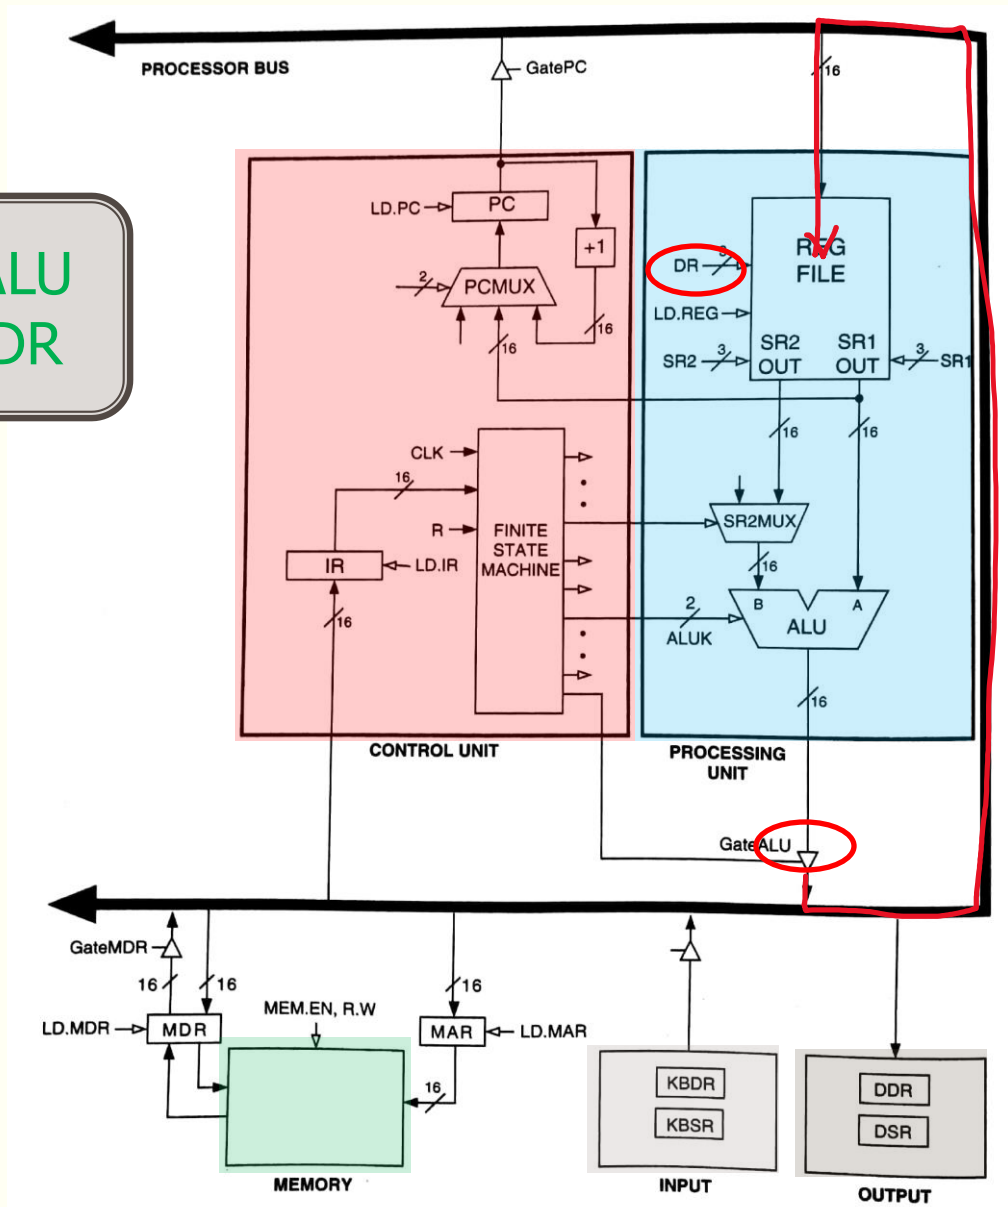 PROCESSOR BUS
GatePC
16
ALU
DR
LD.PC
PC
+1
2
PCMUX
16
16
REG
FILE
DR
3
LD.REG
SR2
3
SR2
OUT
SR1
OUT
3
SR1
16
16
CLK
16
R
FINITE
STATE
MACHINE
IR
LD.IR
16
SR2MUX
16
B
A
ALU
2
ALUK
16
CONTROL UNIT
PROCESSING
UNIT
GateALU
GateMDR
16
16
16
LD.MDR
MDR
MEM.EN, R.W
MAR
LD.MAR
16
KBDR
KBSR
DDR
DSR
MEMORY
INPUT
OUTPUT